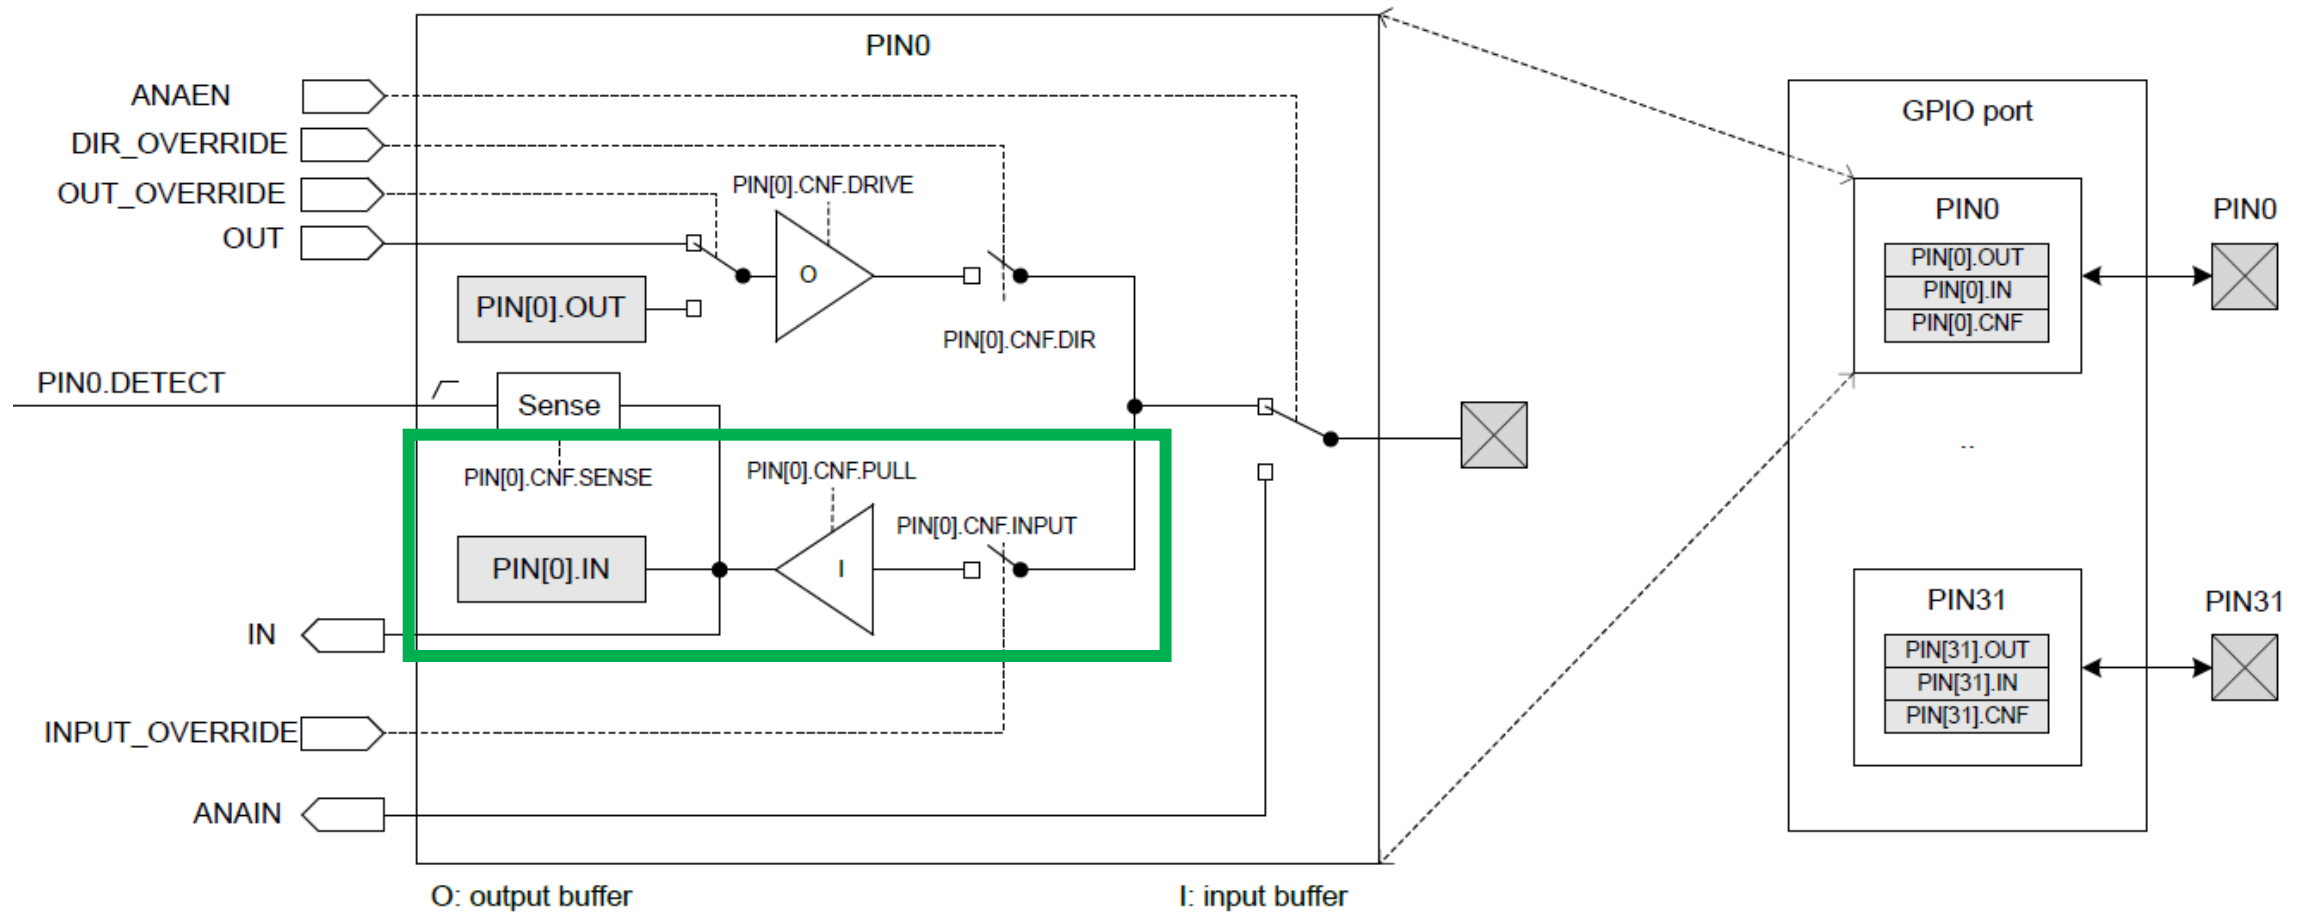 PIN0
ANAEN
DIR_OVERRIDE
OUT_OVERRIDE
OUT
PIN[0].CNF.DRIVE
O
PIN[0].OUT
PIN[0].CNF.DIR
PIN0.DETECT
Sense
PIN[0].CNF.SENSE
PIN[0].CNF.PULL
PIN[0].CNF.INPUT
PIN[0].IN
I
IN
INPUT_OVERRIDE
ANAIN
O: output buffer
I: input buffer
GPIO port
PIN0
PIN[0].OUT
PIN[0].IN
PIN[0].CNF
PIN0
..
PIN31
PIN[31].OUT
PIN[31].IN
PIN[31].CNF
PIN31